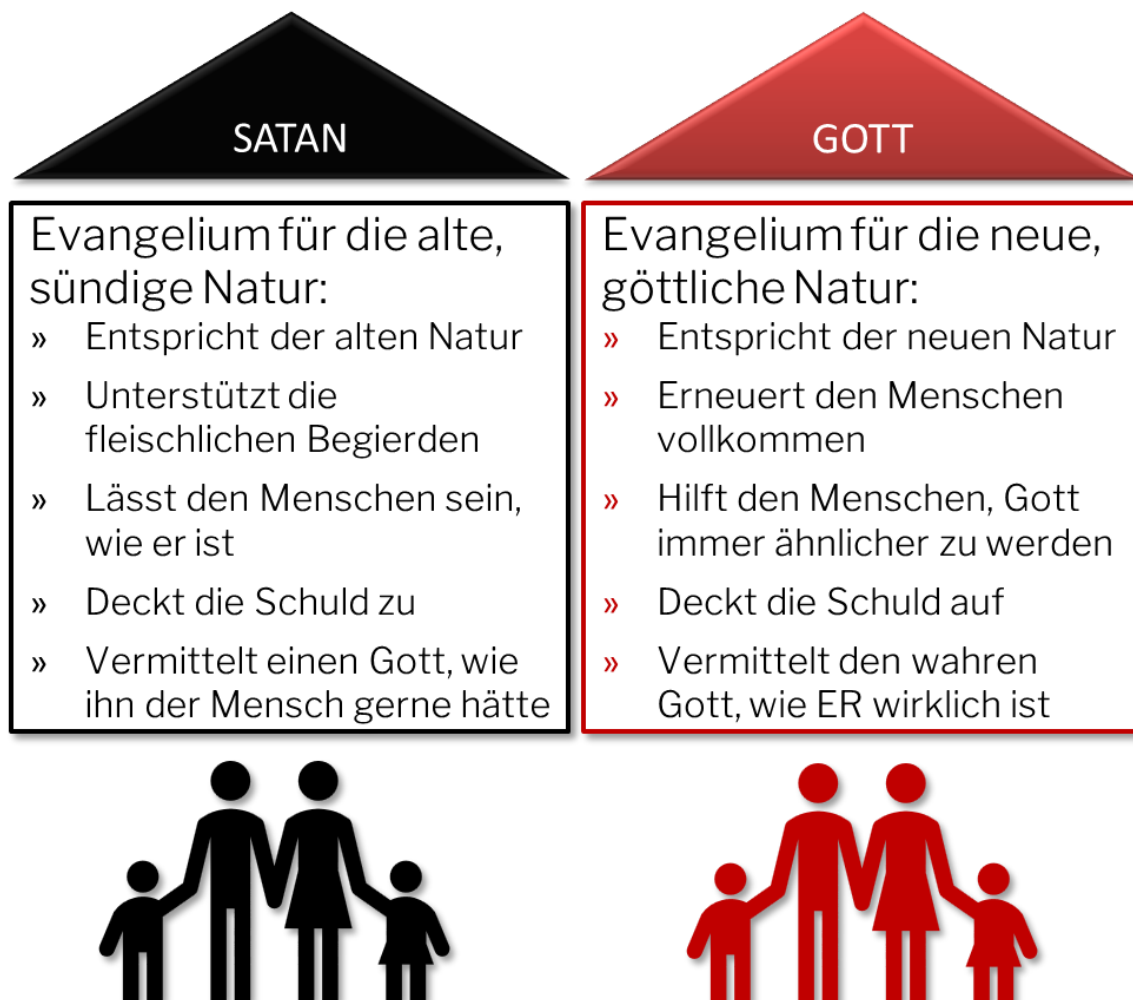 SATAN
Evangelium für die alte,
sündige Natur:
» Entspricht der alten Natur
» Unterstützt die
fleischlichen Begierden
» Lässt den Menschen sein,
wie er ist
» Deckt die Schuld zu
» Vermittelt einen Gott, wie
ihn der Mensch gerne hätte
GOTT
Evangelium für die neue,
göttliche Natur:
» Entspricht der neuen Natur
» Erneuert den Menschen
vollkommen
» Hilft den Menschen, Gott
immer ähnlicher zu werden
» Deckt die Schuld auf
» Vermittelt den wahren
Gott, wie ER wirklich ist